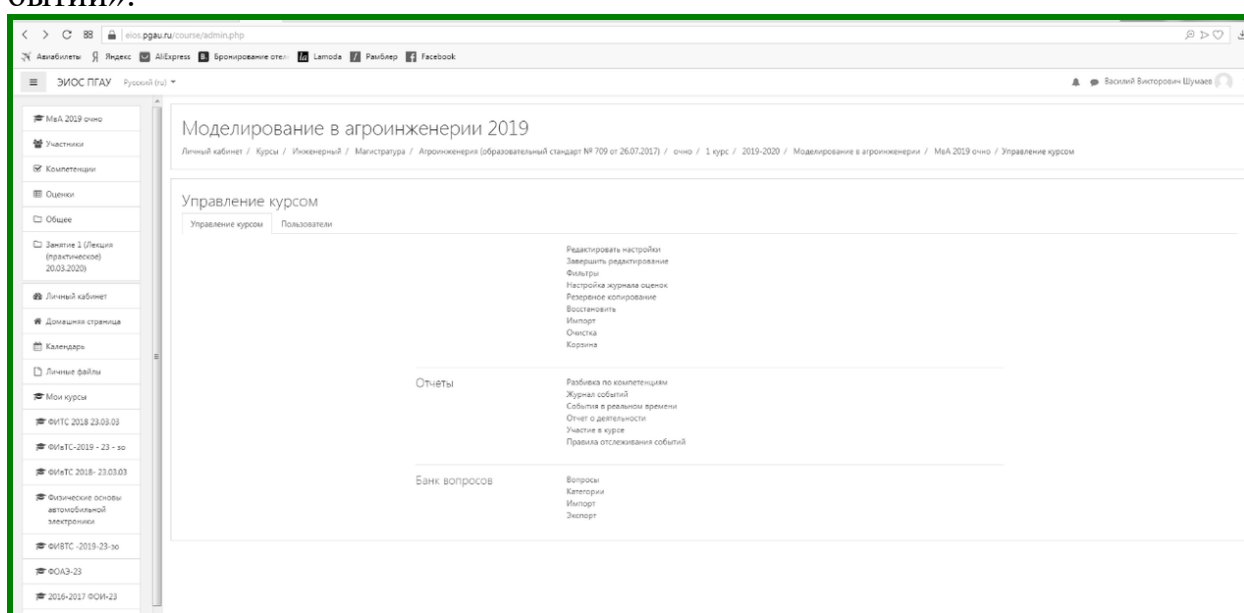 бытий».
eios.pgau.ru/course/admin.php
Авиабилеты Яндекс AliExpress Бронирование отел Lamoda Рамблер Facebook
ЭИОС ПГАУ Русский (ru)
Василий Викторович Шумаев
МвА 2019 очно
Участники
Компетенции
Оценки
Общее
Занятие 1 (Лекция
(практическое)
20.03.2020)
Личный кабинет
Домашняя страница
Календарь
Личные файлы
Мои курсы
ФИТС 2018 23.03.03
ФИвТС-2019 - 23 - зо
ФИвТС 2018- 23.03.03
Физические основы
автомобильной
электроники
ФИВТС -2019-23-зо
ФОАЭ-23
2016-2017 ФОИ-23
Моделирование в агроинженерии 2019
Личный кабинет / Курсы / Инженерный / Магистратура / Агроинженерия (образовательный стандарт № 709 от 26.07.2017) / очно / 1 курс / 2019-2020 / Моделирование в агроинженерии / МвА 2019 очно / Управление курсом
Управление курсом
Управление курсом Пользователи
Редактировать настройки
Завершить редактирование
Фильтры
Настройка журнала оценок
Резервное копирование
Восстановить
Импорт
Очистка
Корзина
Отчеты
Разбивка по компетенциям
Журнал событий
События в реальном времени
Отчет о деятельности
Участие в курсе
Правила отслеживания событий
Банк вопросов
Вопросы
Категории
Импорт
Экспорт